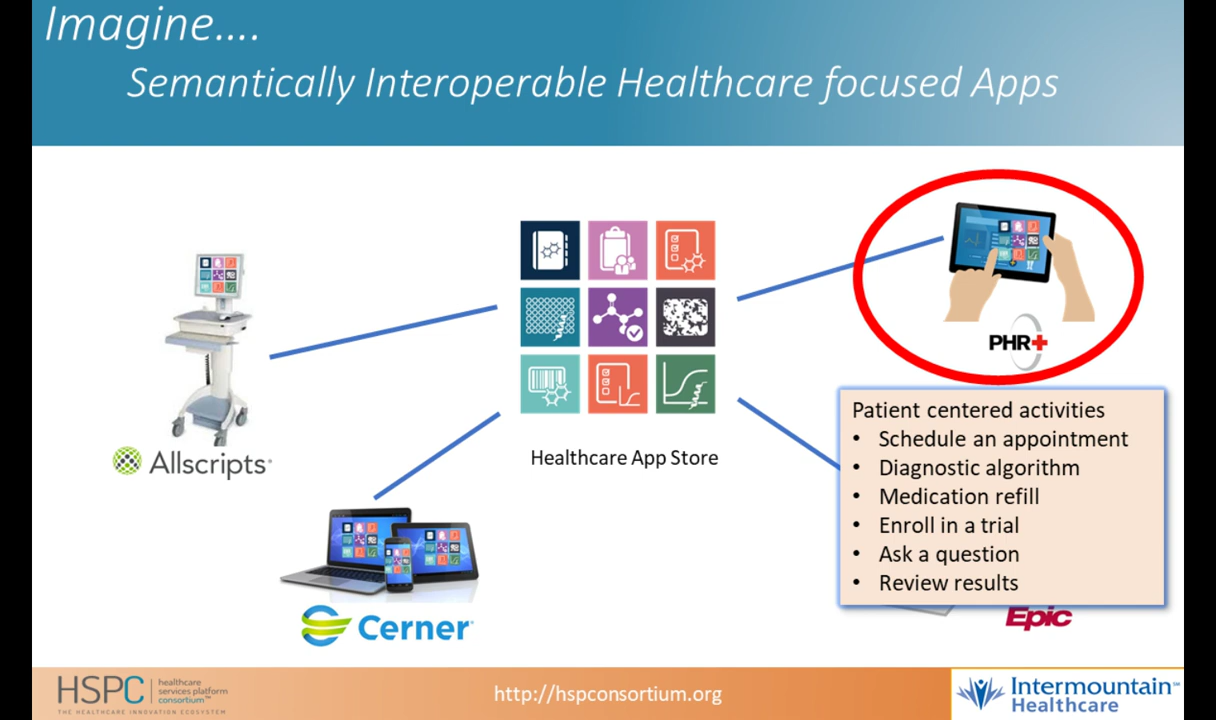 Imagine....
Semantically Interoperable Healthcare focused Apps
PHR+
Allscripts
Healthcare App Store
Patient centered activities
• Schedule an appointment
• Diagnostic algorithm
• Medication refill
• Enroll in a trial
• Ask a question
• Review results
Cerner
Epic
HSPC
healthcare
services platform
consortium™
THE HEALTHCARE INNOVATION ECOSYSTEM
http://hspconsortium.org
Intermountain℠
Healthcare